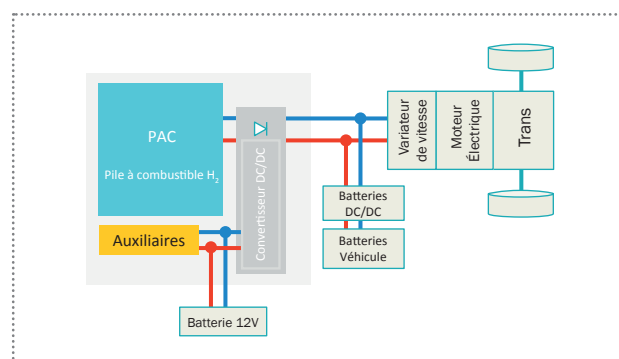 PAC
Pile à combustible H₂
Convertisseur DC/DC
Auxiliaires
Batterie 12V
Batteries
DC/DC
Batteries
Véhicule
Variateur
de vitesse
Moteur
Électrique
Trans